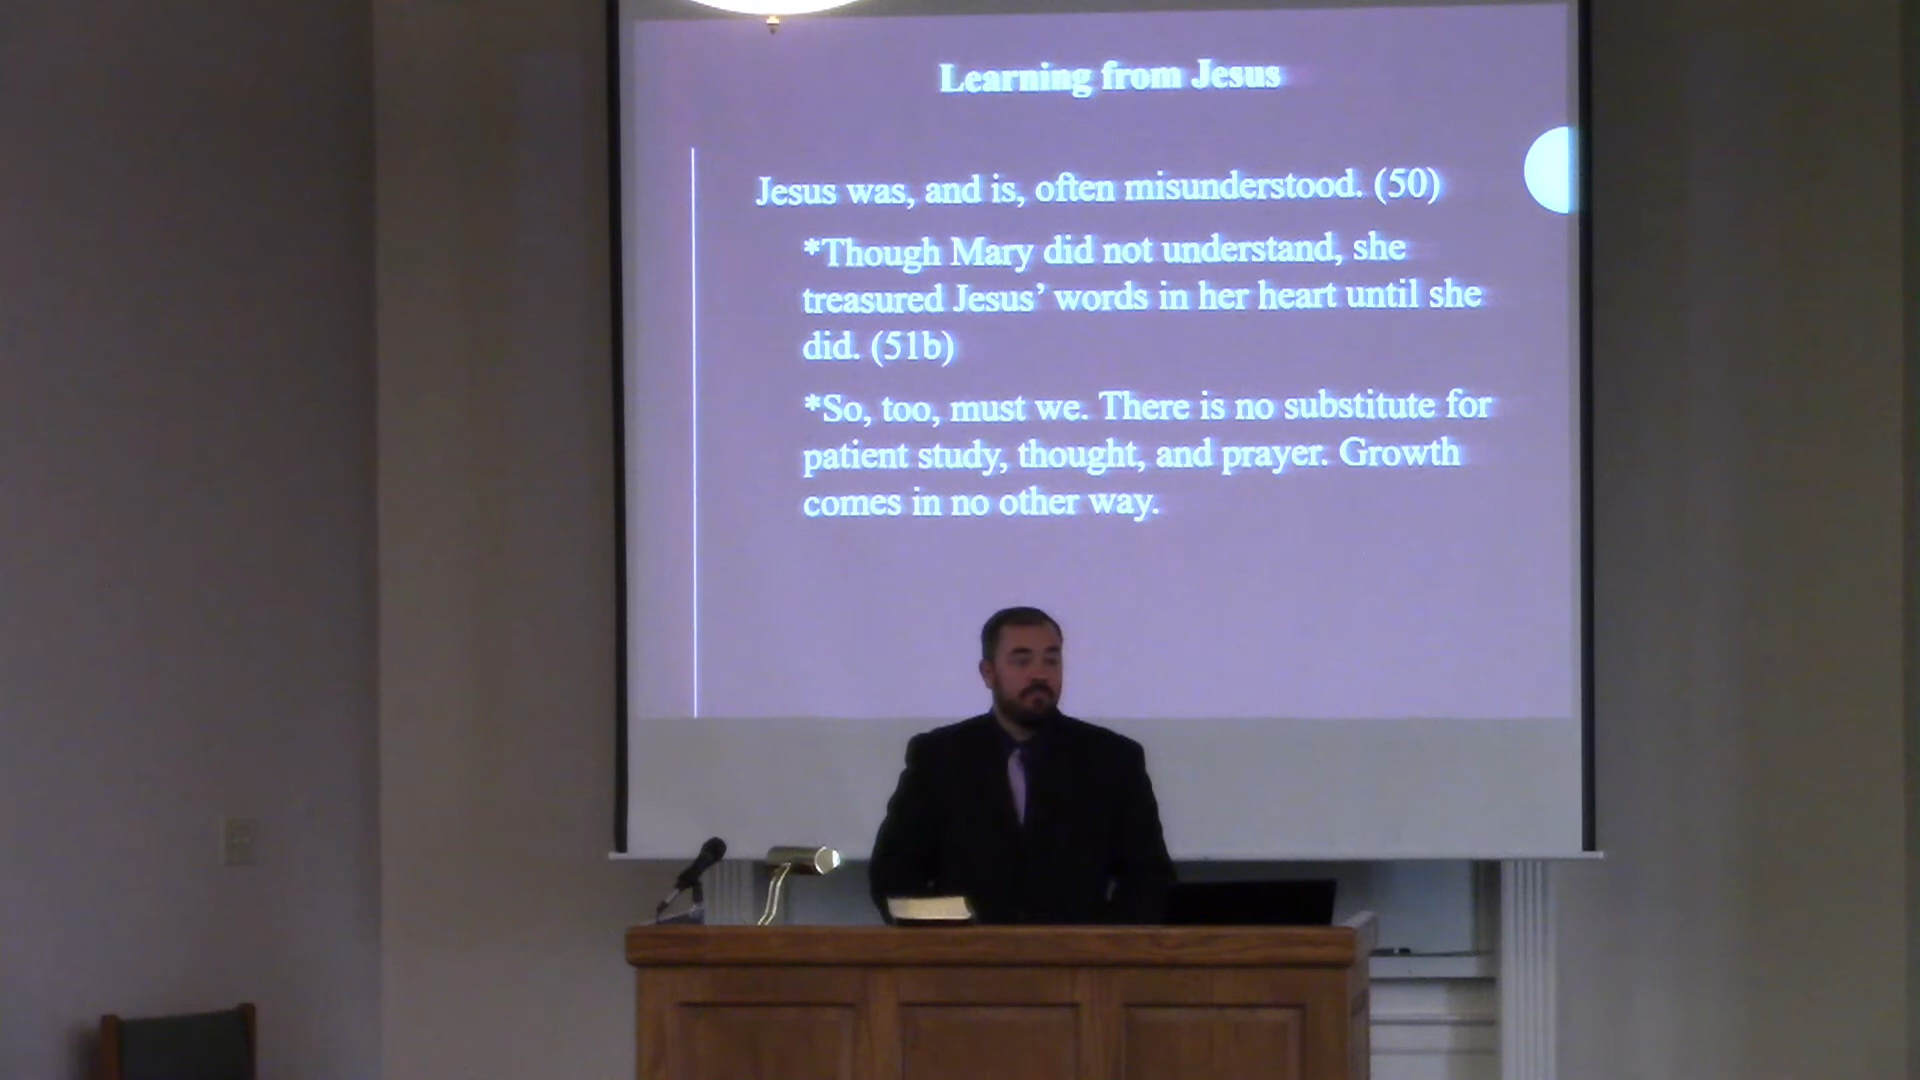 Learning from Jesus
Jesus was, and is, often misunderstood. (50)
*Though Mary did not understand, she
treasured Jesus’ words in her heart until she
did. (51b)
*So, too, must we. There is no substitute for
patient study, thought, and prayer. Growth
comes in no other way.